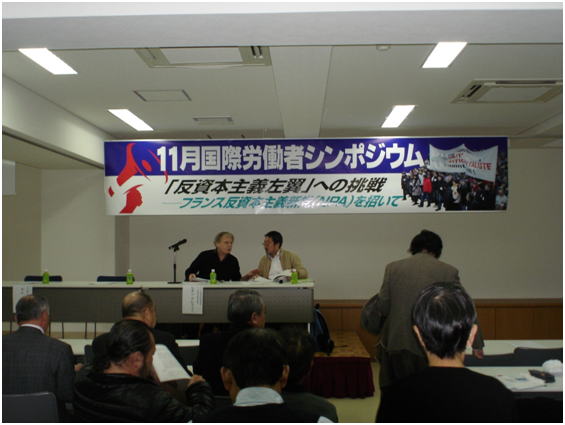 11月国際労働者シンポジウム
「反資本主義左翼」への挑戦
フランス反資本主義新党(NPA)を招いて